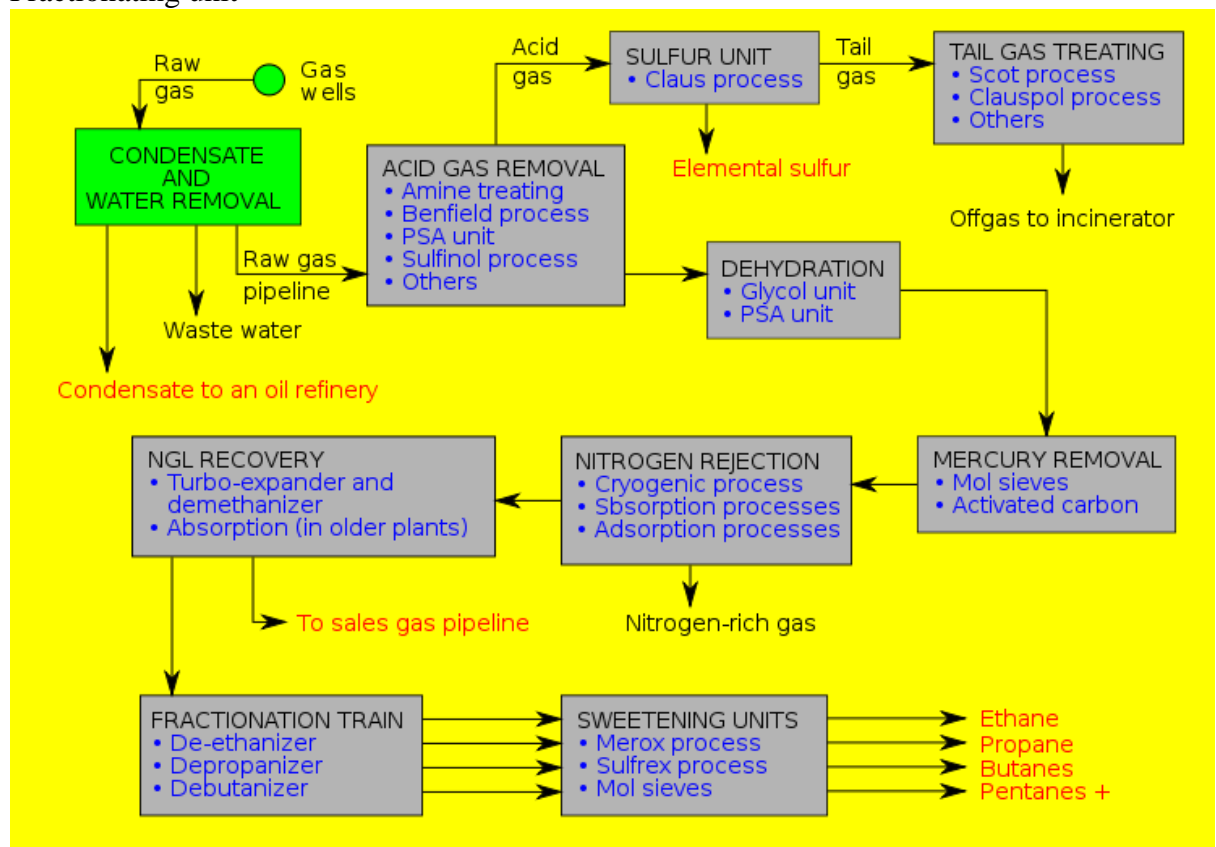 Fractionating unit
Raw
gas
Gas
wells
CONDENSATE
AND
WATER REMOVAL
Raw gas
pipeline
Waste water
Condensate to an oil refinery
ACID GAS REMOVAL
• Amine treating
• Benfield process
• PSA unit
• Sulfinol process
• Others
Acid
gas
SULFUR UNIT
• Claus process
Elemental sulfur
Tail
gas
TAIL GAS TREATING
• Scot process
• Clauspol process
• Others
Offgas to incinerator
DEHYDRATION
• Glycol unit
• PSA unit
MERCURY REMOVAL
• Mol sieves
• Activated carbon
NITROGEN REJECTION
• Cryogenic process
• Sbsorption processes
• Adsorption processes
Nitrogen-rich gas
NGL RECOVERY
• Turbo-expander and
demethanizer
• Absorption (in older plants)
To sales gas pipeline
FRACTIONATION TRAIN
• De-ethanizer
• Depropanizer
• Debutanizer
SWEETENING UNITS
• Merox process
• Sulfrex process
• Mol sieves
Ethane
Propane
Butanes
Pentanes +